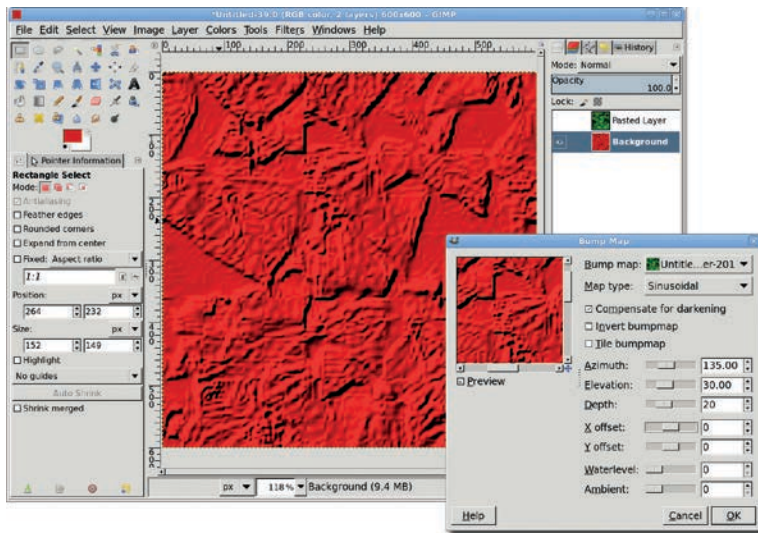 *Untitled-39.0 (RGB color, 2 layers) 600x600 – GIMP
File Edit Select View Image Layer Colors Tools Filters Windows Help
0 100 200 300 400 500
History
Mode: Normal
Opacity
100.0
Lock:
Pasted Layer
Background
Pointer Information
Rectangle Select
Mode:
Antialiasing
Feather edges
Rounded corners
Expand from center
Fixed: Aspect ratio
1:1
Position: px
264 232
Size: px
152 149
Highlight
No guides
Auto Shrink
Shrink merged
px 118% Background (9.4 MB)
Bump Map
Bump map: Untitle...er-201
Map type: Sinusoidal
Compensate for darkening
Invert bumpmap
Tile bumpmap
Preview
Azimuth: 135.00
Elevation: 30.00
Depth: 20
X offset: 0
Y offset: 0
Waterlevel: 0
Ambient: 0
Help Cancel OK